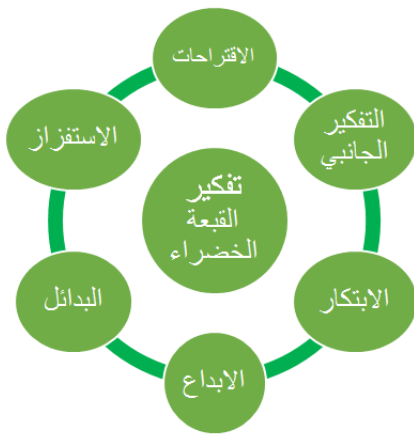 الاقتراحات
التفكير
الجانبي
الابتكار
الابداع
البدائل
الاستفزاز
تفكير
القبعة
الخضراء